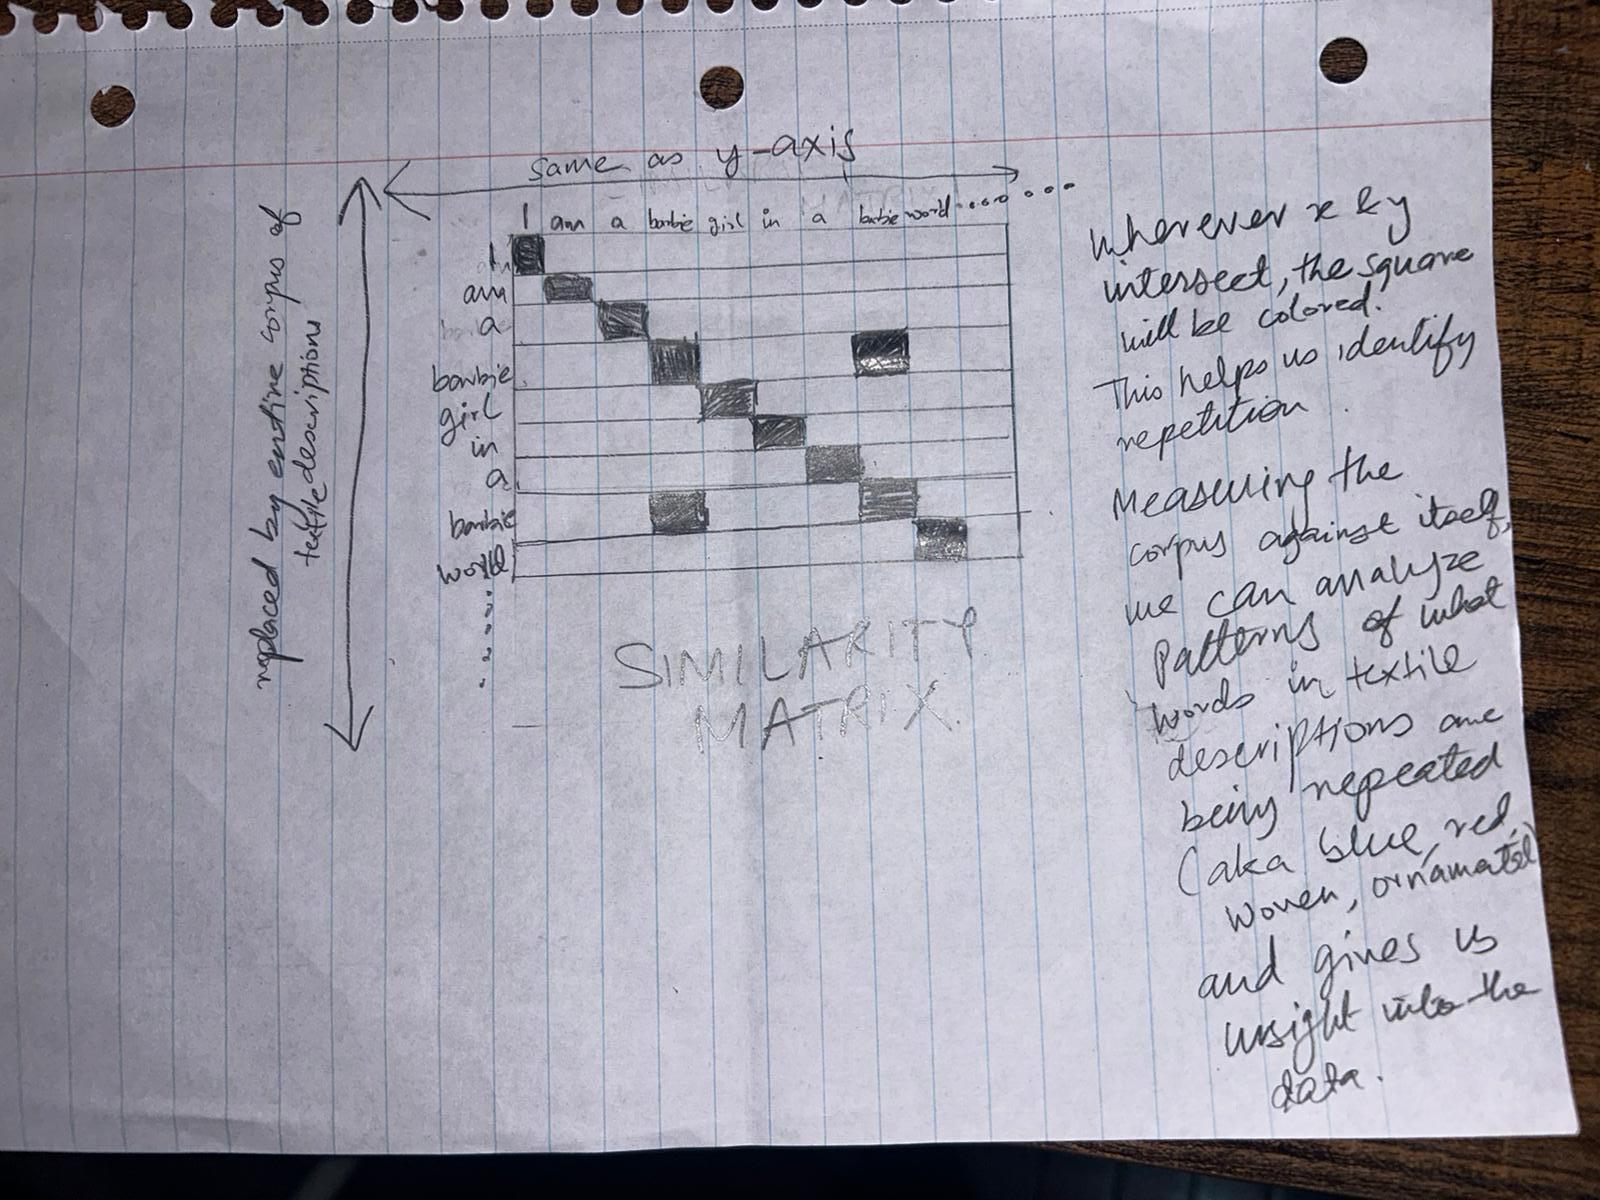 same as y-axis
I am a barbie girl in a barbie world ..........
I
am
a
barbie
girl
in
a
barbie
world
replaced by entire corpus of
textile description
SIMILARITY
MATRIX.
wherever x & y
intersect, the square
will be colored.
This helps us identify
repetition.
Measuring the
corpus against itself,
we can analyze
patterns of what
words in textile
descriptions are
being repeated
(aka blue, red,
woven, ornamated)
and gives us
insight into the
data.